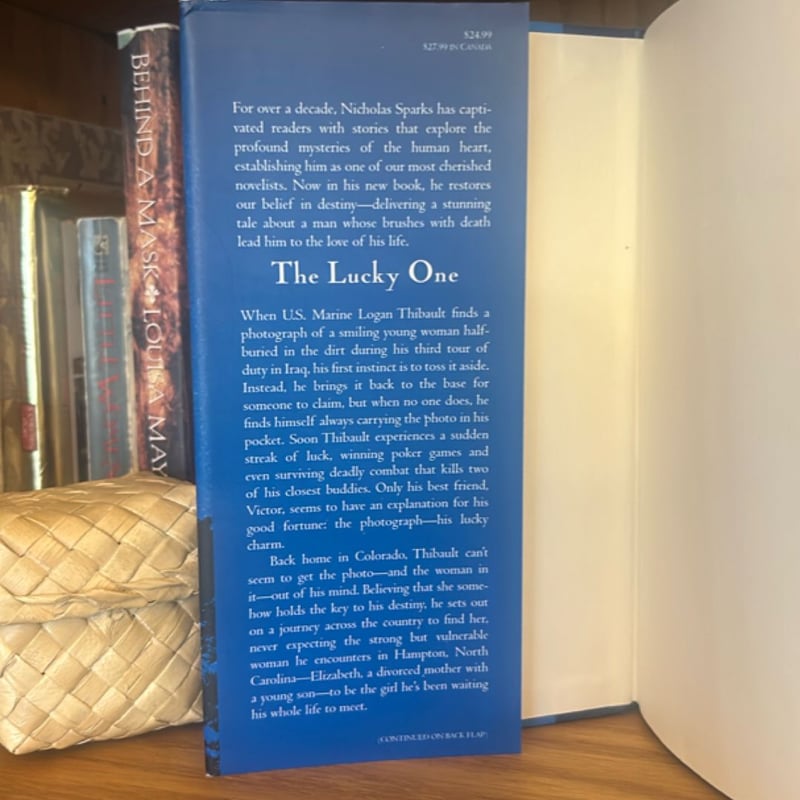 $24.99
$27.99 IN CANADA
For over a decade, Nicholas Sparks has capti-
vated readers with stories that explore the
profound mysteries of the human heart,
establishing him as one of our most cherished
novelists. Now in his new book, he restores
our belief in destiny—delivering a stunning
tale about a man whose brushes with death
lead him to the love of his life.
The Lucky One
When U.S. Marine Logan Thibault finds a
photograph of a smiling young woman half-
buried in the dirt during his third tour of
duty in Iraq, his first instinct is to toss it aside.
Instead, he brings it back to the base for
someone to claim, but when no one does, he
finds himself always carrying the photo in his
pocket. Soon Thibault experiences a sudden
streak of luck, winning poker games and
even surviving deadly combat that kills two
of his closest buddies. Only his best friend,
Victor, seems to have an explanation for his
good fortune: the photograph—his lucky
charm.
Back home in Colorado, Thibault can't
seem to get the photo—and the woman in
it—out of his mind. Believing that she some-
how holds the key to his destiny, he sets out
on a journey across the country to find her,
never expecting the strong but vulnerable
woman he encounters in Hampton, North
Carolina—Elizabeth, a divorced mother with
a young son—to be the girl he's been waiting
his whole life to meet.
(CONTINUED ON BACK FLAP)
BEHIND A MASK LOUISA MAY
LITTLE